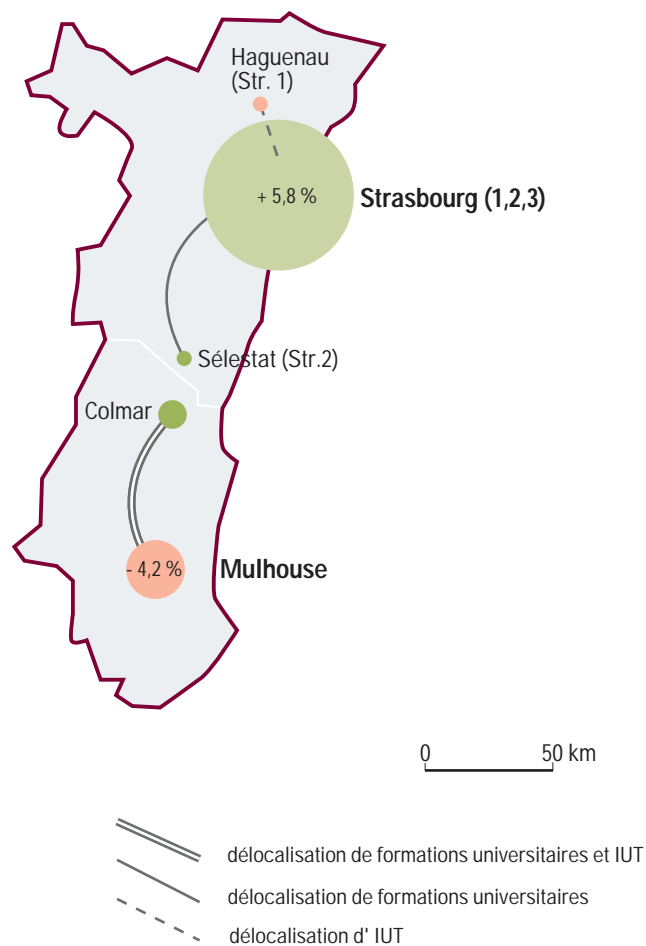 Haguenau
(Str. 1)
+ 5,8 %
Strasbourg (1,2,3)
Sélestat (Str.2)
Colmar
- 4,2 %
Mulhouse
0 50 km
délocalisation de formations universitaires et IUT
délocalisation de formations universitaires
délocalisation d' IUT